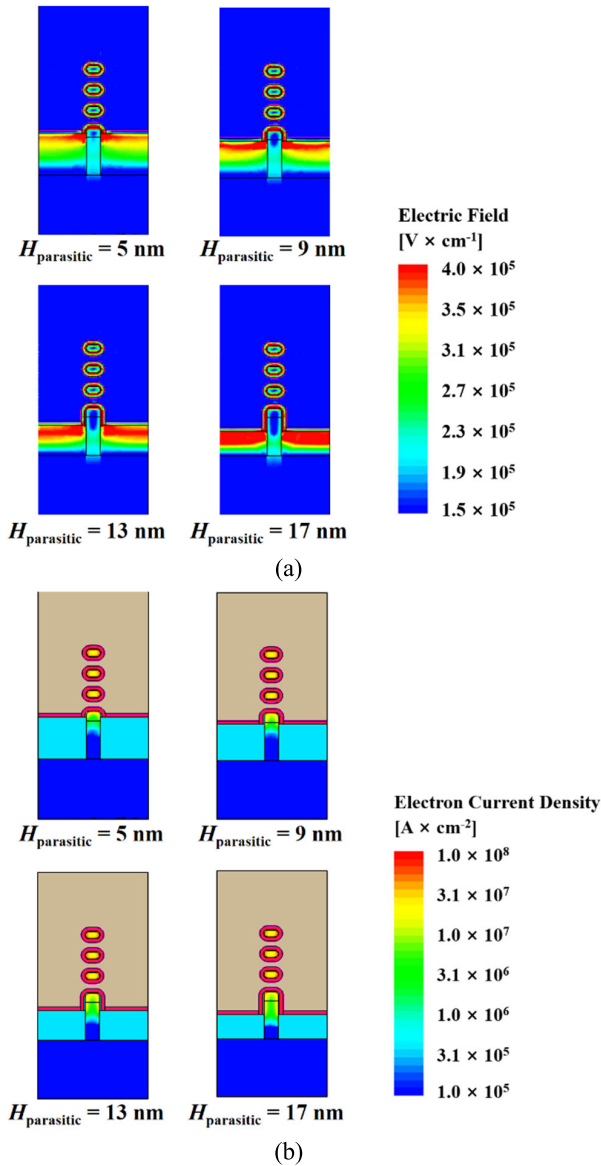 H_parasitic = 5 nm
H_parasitic = 9 nm
Electric Field
[V × cm⁻¹]
4.0 × 10⁵
3.5 × 10⁵
3.1 × 10⁵
2.7 × 10⁵
2.3 × 10⁵
1.9 × 10⁵
1.5 × 10⁵
H_parasitic = 13 nm
H_parasitic = 17 nm
(a)
H_parasitic = 5 nm
H_parasitic = 9 nm
Electron Current Density
[A × cm⁻²]
1.0 × 10⁸
3.1 × 10⁷
1.0 × 10⁷
3.1 × 10⁶
1.0 × 10⁶
3.1 × 10⁵
1.0 × 10⁵
H_parasitic = 13 nm
H_parasitic = 17 nm
(b)